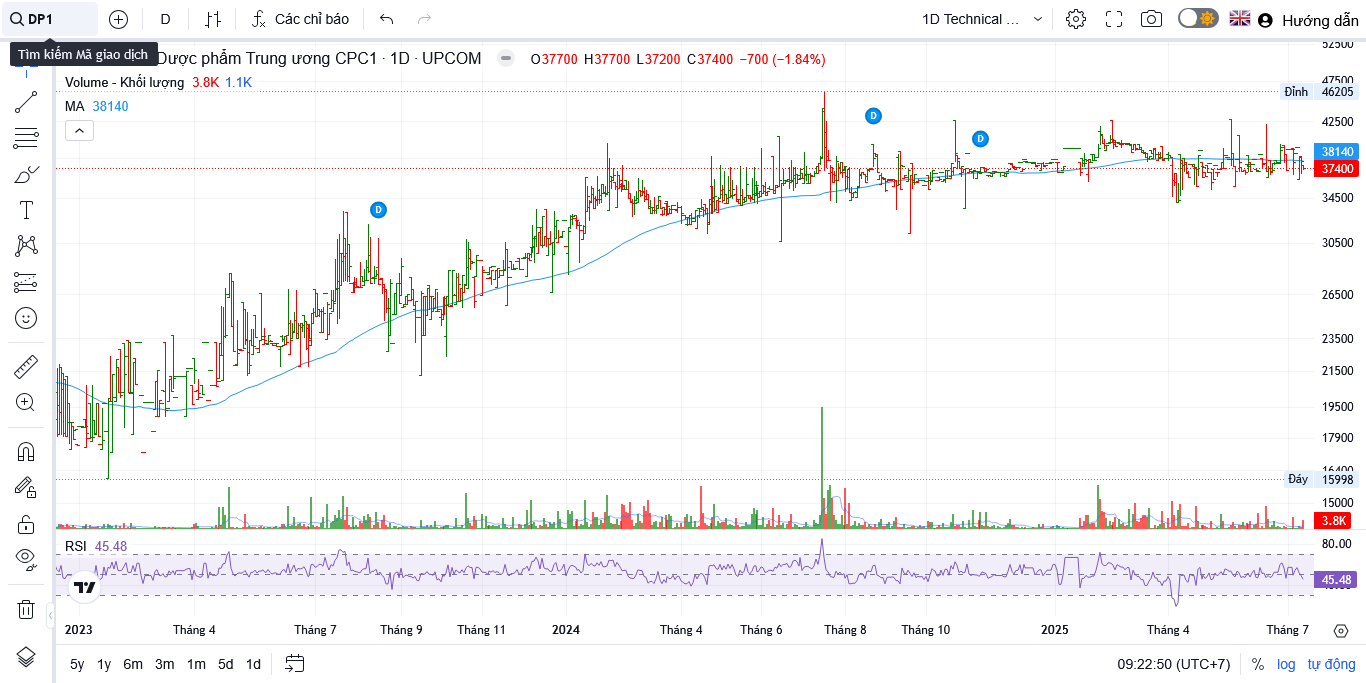 DP1
D
Các chỉ báo
1D Technical ...
Hướng dẫn
Tìm kiếm Mã giao dịch
Dược phẩm Trung ương CPC1 · 1D · UPCOM
O37700 H37700 L37200 C37400 −700 (−1.84%)
Volume - Khối lượng 3.8K 1.1K
MA 38140
52500
47500
Đỉnh 46205
42500
38140
37400
34500
30500
26500
23500
21500
19500
17900
16400
Đáy 15998
15000
3.8K
D
D
D
RSI 45.48
80.00
45.48
2023 Tháng 4 Tháng 7 Tháng 9 Tháng 11 2024 Tháng 4 Tháng 6 Tháng 8 Tháng 10 2025 Tháng 4 Tháng 7
5y 1y 6m 3m 1m 5d 1d
09:22:50 (UTC+7) % log tự động